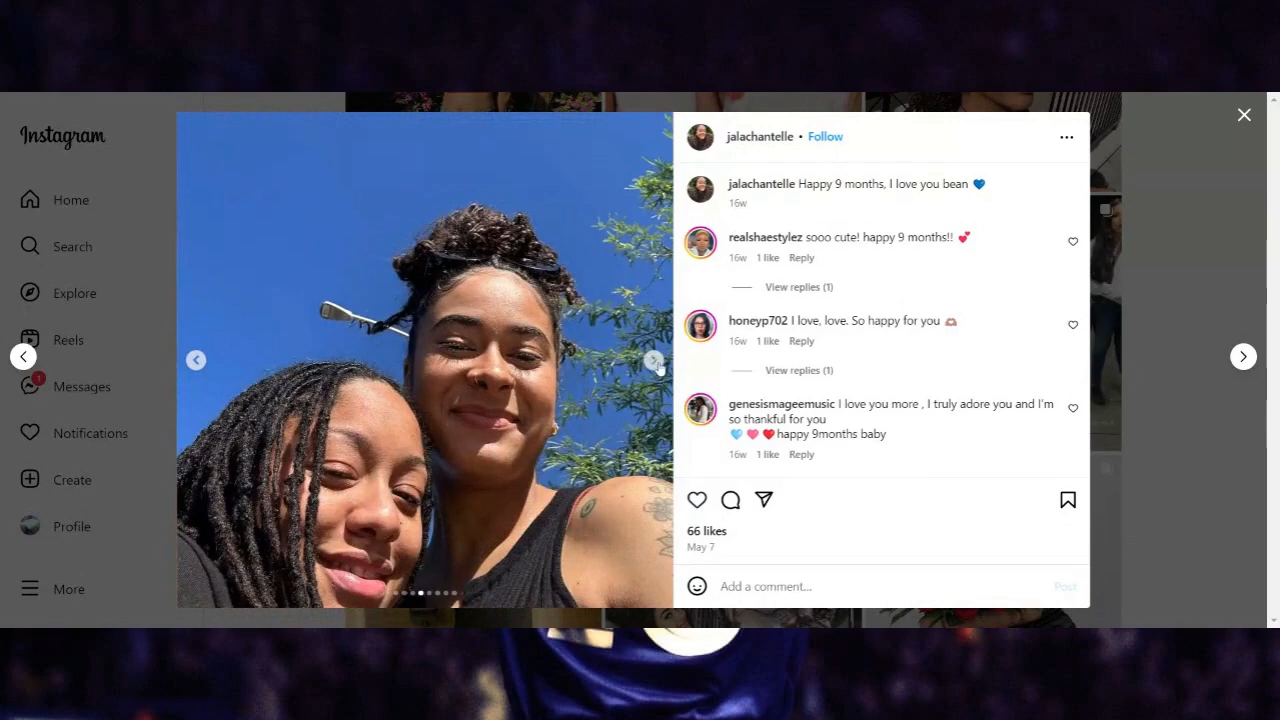 Instagram
Home
Search
Explore
Reels
1
Messages
Notifications
Create
Profile
More
jalachantelle • Follow
jalachantelle Happy 9 months, I love you bean 💙
16w
realshaestylez sooo cute! happy 9 months!! 💕
16w 1 like Reply
View replies (1)
honeyp702 I love, love. So happy for you 🫶🏽
16w 1 like Reply
View replies (1)
genesismageemusic I love you more , I truly adore you and I'm
so thankful for you
🩵🩷❤️happy 9months baby
16w 1 like Reply
66 likes
May 7
Add a comment...
Post